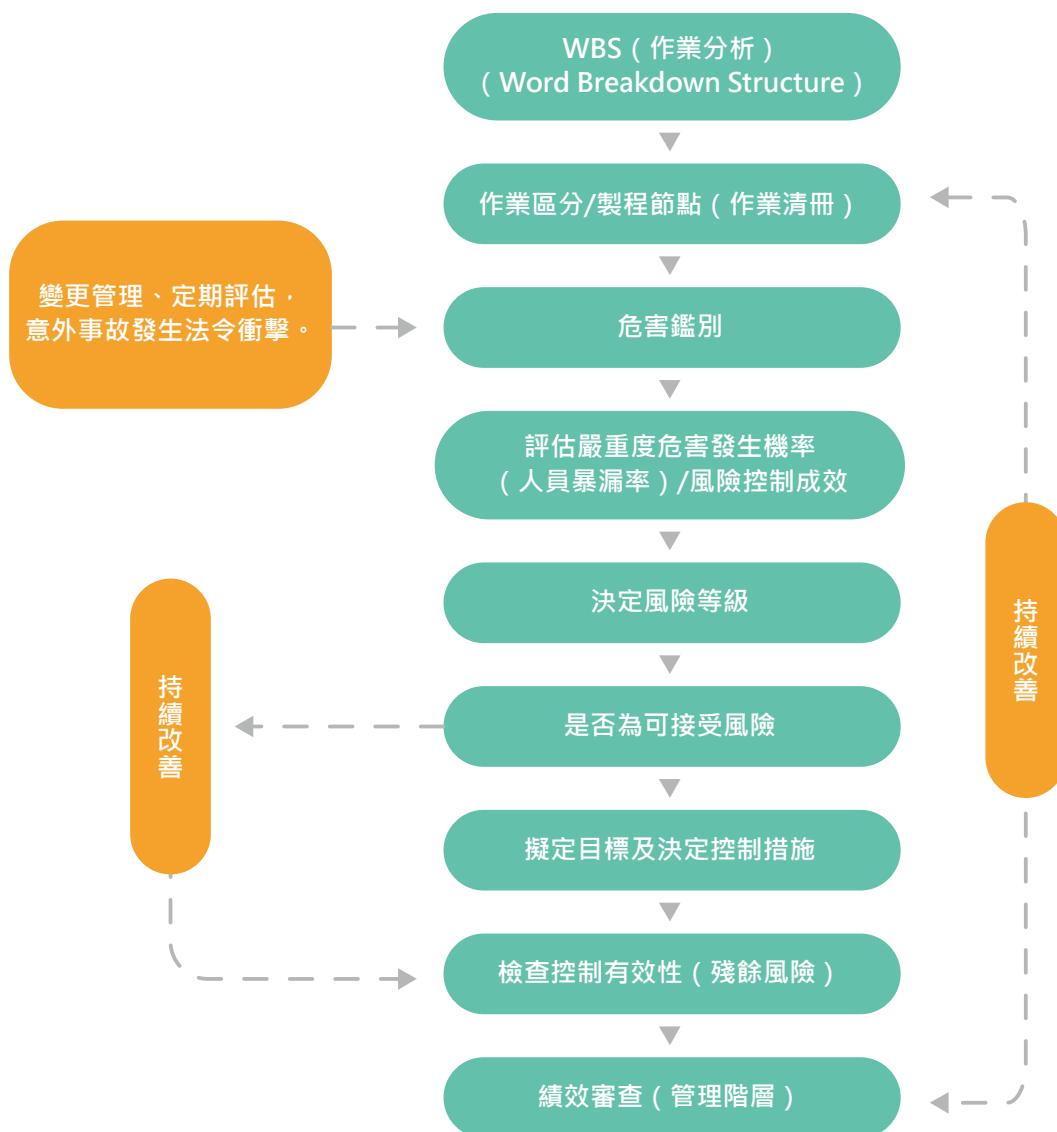 WBS（作業分析）
（Word Breakdown Structure）
作業區分/製程節點（作業清冊）
變更管理、定期評估，
意外事故發生法令衝擊。
危害鑑別
評估嚴重度危害發生機率
（人員暴漏率）/風險控制成效
決定風險等級
持續改善
是否為可接受風險
持續改善
擬定目標及決定控制措施
檢查控制有效性（殘餘風險）
績效審查（管理階層）